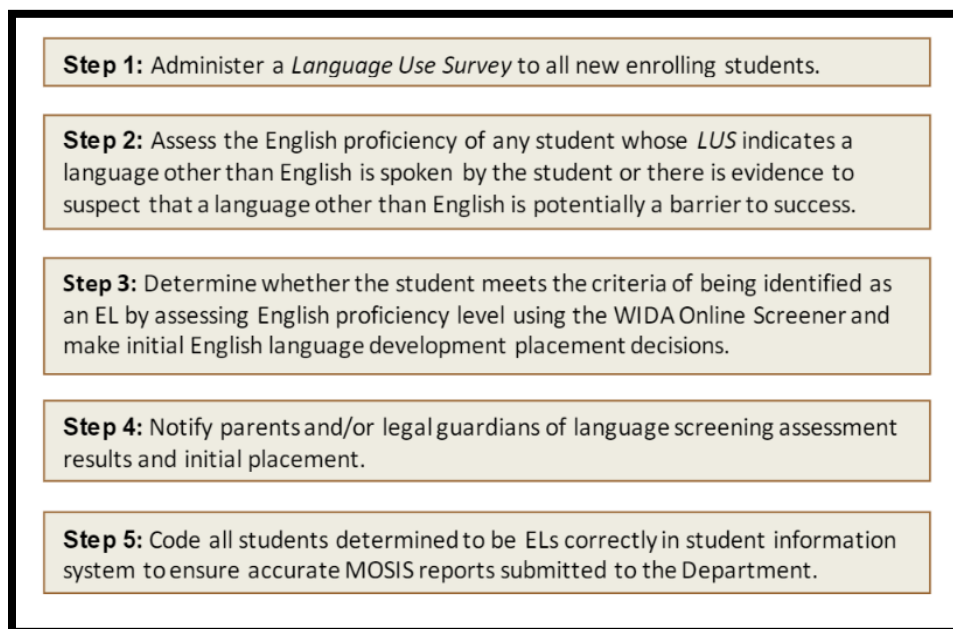 Step 1: Administer a Language Use Survey to all new enrolling students.
Step 2: Assess the English proficiency of any student whose LUS indicates a
language other than English is spoken by the student or there is evidence to
suspect that a language other than English is potentially a barrier to success.
Step 3: Determine whether the student meets the criteria of being identified as
an EL by assessing English proficiency level using the WIDA Online Screener and
make initial English language development placement decisions.
Step 4: Notify parents and/or legal guardians of language screening assessment
results and initial placement.
Step 5: Code all students determined to be ELs correctly in student information
system to ensure accurate MOSIS reports submitted to the Department.